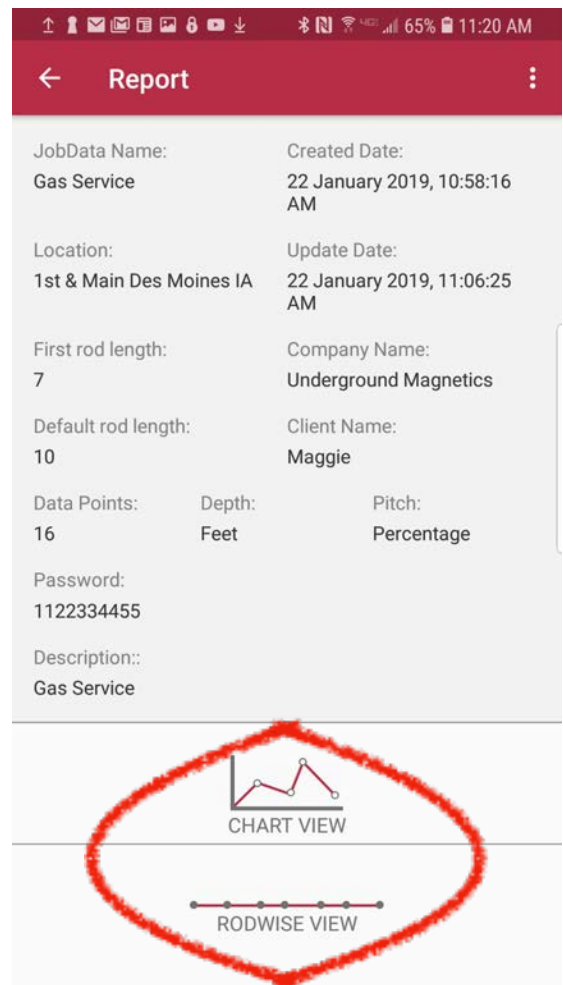 65% 11:20 AM
Report
JobData Name: Created Date:
Gas Service 22 January 2019, 10:58:16
AM
Location: Update Date:
1st & Main Des Moines IA 22 January 2019, 11:06:25
AM
First rod length: Company Name:
7 Underground Magnetics
Default rod length: Client Name:
10 Maggie
Data Points: Depth: Pitch:
16 Feet Percentage
Password:
1122334455
Description::
Gas Service
CHART VIEW
RODWISE VIEW